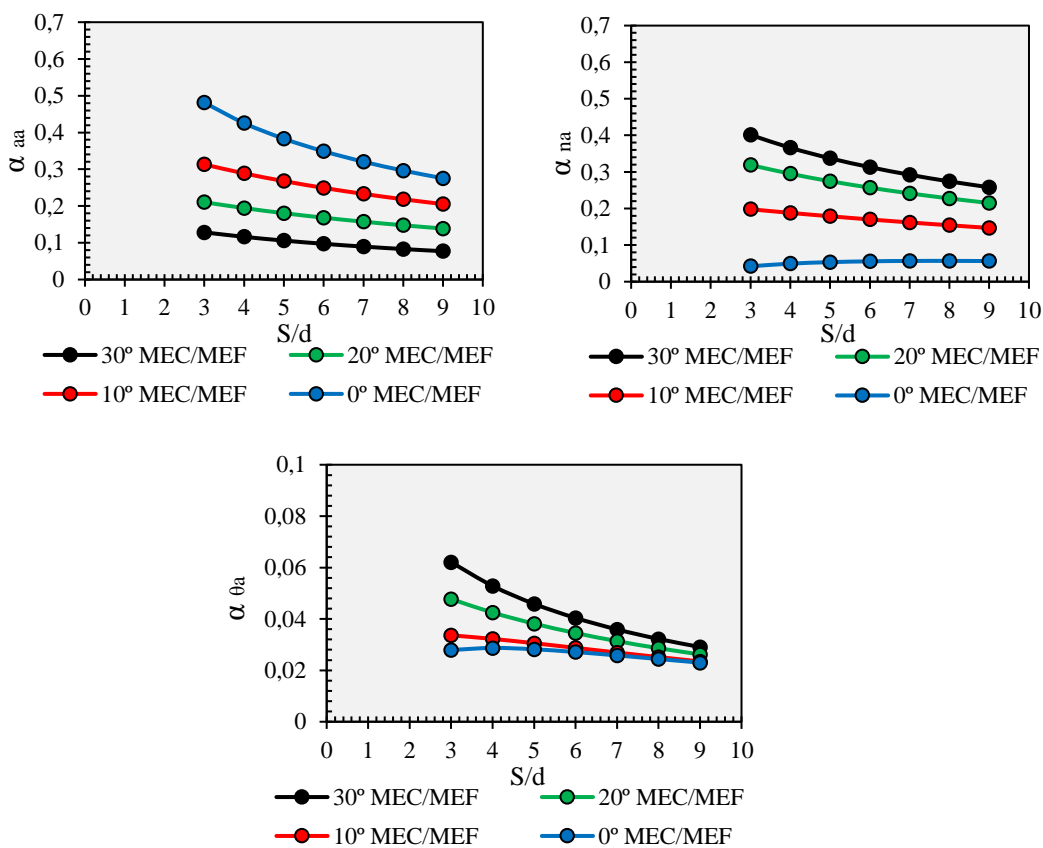 0,7
0,6
0,5
0,4
0,3
0,2
0,1
0
α aa
0 1 2 3 4 5 6 7 8 9 10
S/d
30º MEC/MEF 20º MEC/MEF
10º MEC/MEF 0º MEC/MEF
0,7
0,6
0,5
0,4
0,3
0,2
0,1
0
α na
0 1 2 3 4 5 6 7 8 9 10
S/d
30º MEC/MEF 20º MEC/MEF
10º MEC/MEF 0º MEC/MEF
0,1
0,08
0,06
0,04
0,02
0
α θa
0 1 2 3 4 5 6 7 8 9 10
S/d
30º MEC/MEF 20º MEC/MEF
10º MEC/MEF 0º MEC/MEF